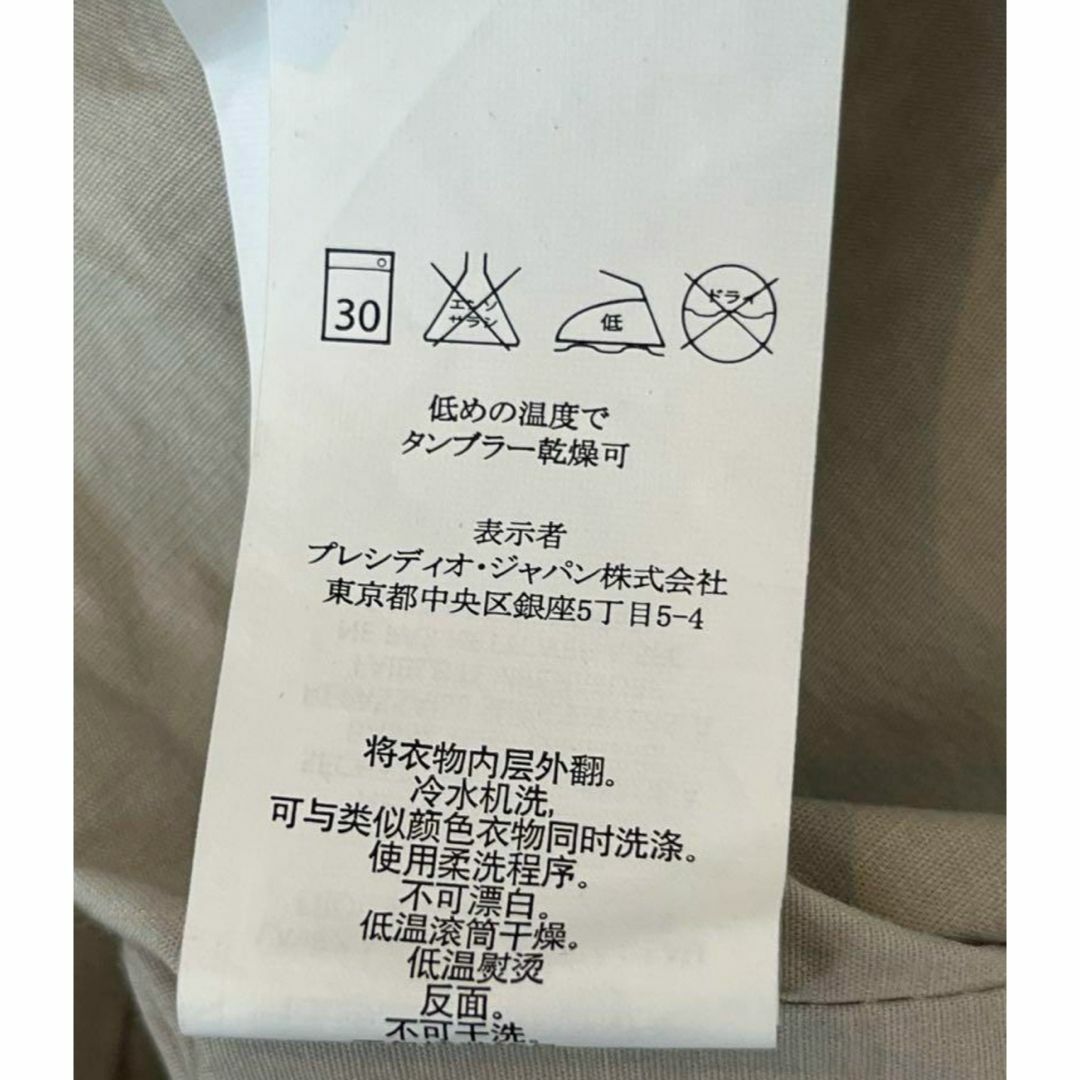 30
エンソ
サラシ
低
ドライ
低めの温度で
タンブラー乾燥可
表示者
プレシディオ・ジャパン株式会社
東京都中央区銀座5丁目5-4
将衣物内层外翻。
冷水机洗,
可与类似颜色衣物同时洗涤。
使用柔洗程序。
不可漂白。
低温滚筒干燥。
低温熨烫
反面。
不可干洗。